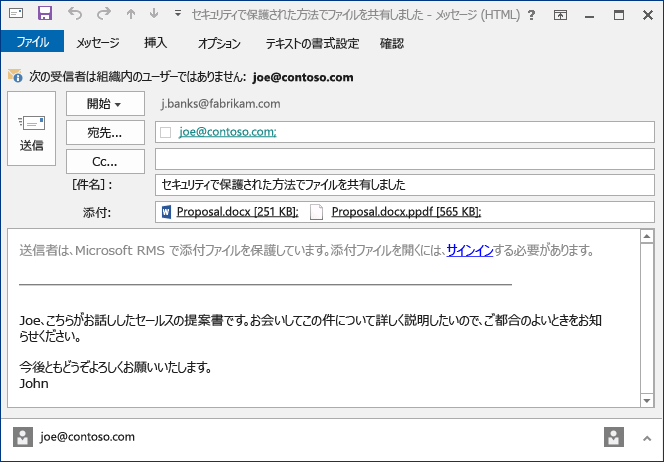 セキュリティで保護された方法でファイルを共有しました - メッセージ (HTML) ?
ファイル メッセージ 挿入 オプション テキストの書式設定 確認
次の受信者は組織内のユーザーではありません: joe@contoso.com
送信
開始 j.banks@fabrikam.com
宛先... joe@contoso.com;
Cc...
[件名] : セキュリティで保護された方法でファイルを共有しました
添付: Proposal.docx [251 KB]; Proposal.docx.ppdf [565 KB];
送信者は、Microsoft RMS で添付ファイルを保護しています。添付ファイルを開くには、サインインする必要があります。
Joe、こちらがお話ししたセールスの提案書です。お会いしてこの件について詳しく説明したいので、ご都合のよいときをお知
らせください。
今後ともどうぞよろしくお願いいたします。
John
joe@contoso.com